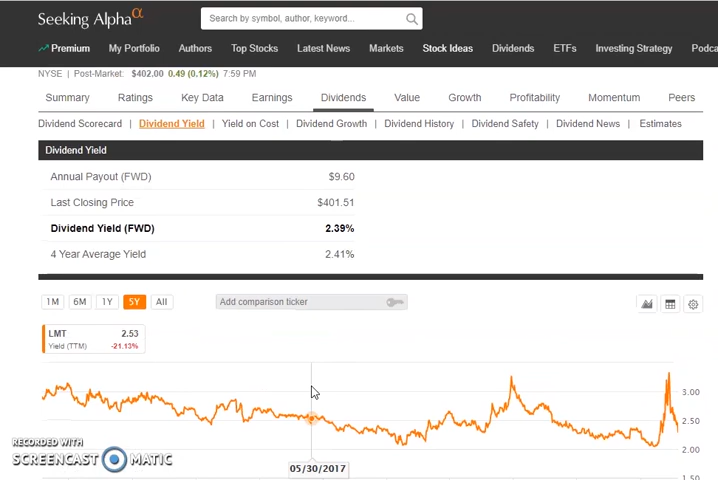 Seeking Alpha α
Search by symbol, author, keyword...
Premium My Portfolio Authors Top Stocks Latest News Markets Stock Ideas Dividends ETFs Investing Strategy Podca
NYSE | Post-Market: $402.00 0.49 (0.12%) 7:59 PM
Summary Ratings Key Data Earnings Dividends Value Growth Profitability Momentum Peers
Dividend Scorecard | Dividend Yield | Yield on Cost | Dividend Growth | Dividend History | Dividend Safety | Dividend News | Estimates
Dividend Yield
Annual Payout (FWD) $9.60
Last Closing Price $401.51
Dividend Yield (FWD) 2.39%
4 Year Average Yield 2.41%
1M 6M 1Y 5Y All Add comparison ticker
LMT 2.53
Yield (TTM) -21.13%
3.00
2.50
2.00
1.50
RECORDED WITH
SCREENCAST MATIC
05/30/2017